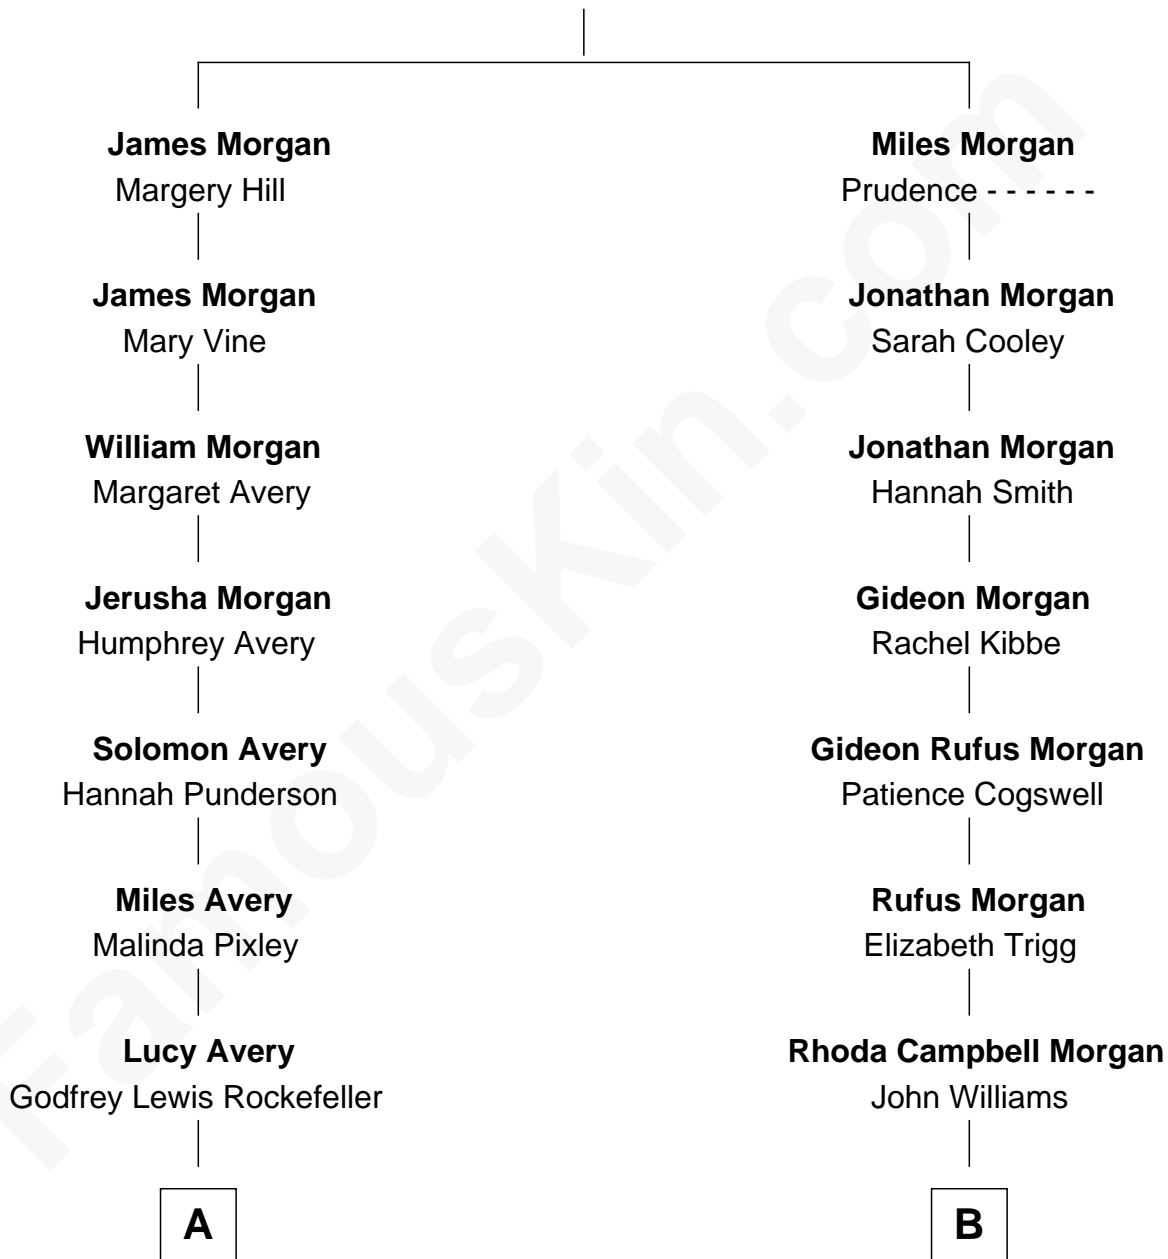 James Morgan
Margery Hill
James Morgan
Mary Vine
William Morgan
Margaret Avery
Jerusha Morgan
Humphrey Avery
Solomon Avery
Hannah Punderson
Miles Avery
Malinda Pixley
Lucy Avery
Godfrey Lewis Rockefeller
A
Miles Morgan
Prudence - - - - - -
Jonathan Morgan
Sarah Cooley
Jonathan Morgan
Hannah Smith
Gideon Morgan
Rachel Kibbe
Gideon Rufus Morgan
Patience Cogswell
Rufus Morgan
Elizabeth Trigg
Rhoda Campbell Morgan
John Williams
B
FamousKin.com